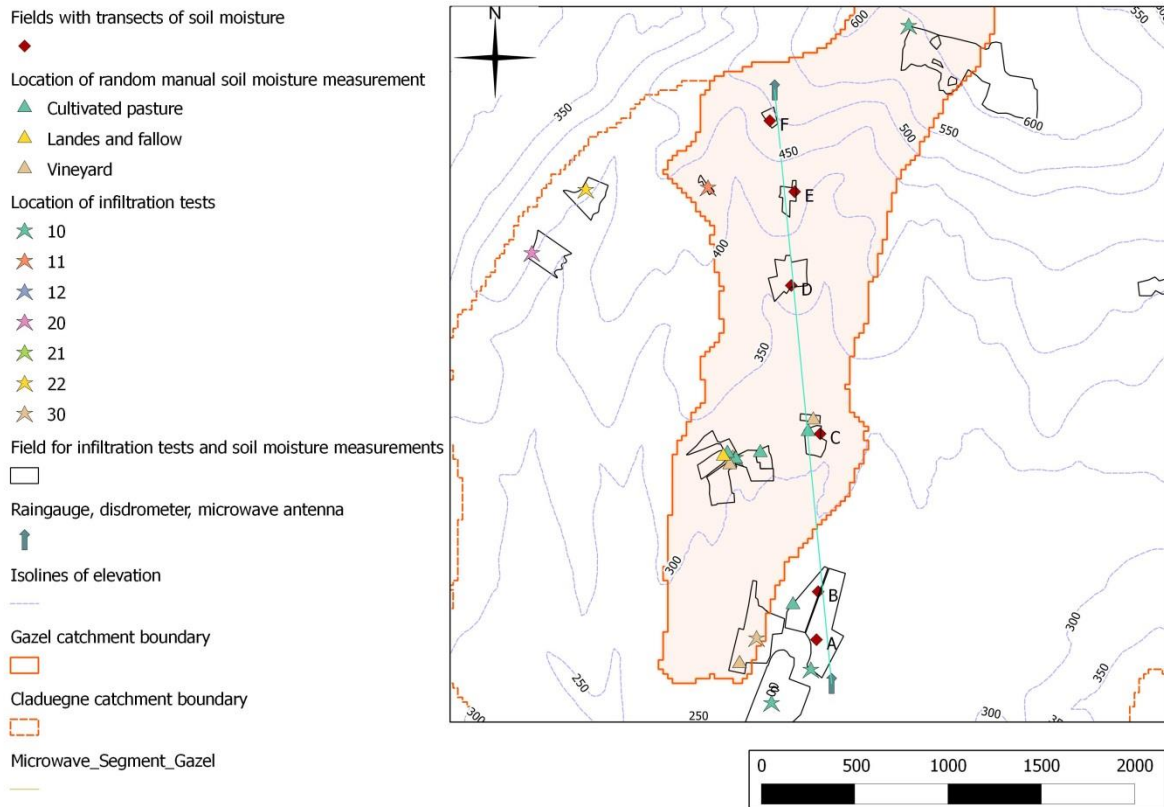 Fields with transects of soil moisture
Location of random manual soil moisture measurement
Cultivated pasture
Landes and fallow
Vineyard
Location of infiltration tests
10
11
12
20
21
22
30
Field for infiltration tests and soil moisture measurements
Raingauge, disdrometer, microwave antenna
Isolines of elevation
Gazel catchment boundary
Claduegne catchment boundary
Microwave_Segment_Gazel
N
600
550
350
F
450
500
550
600
E
400
D
350
C
300
B
A
300
350
250
300
250
300
0 500 1000 1500 2000